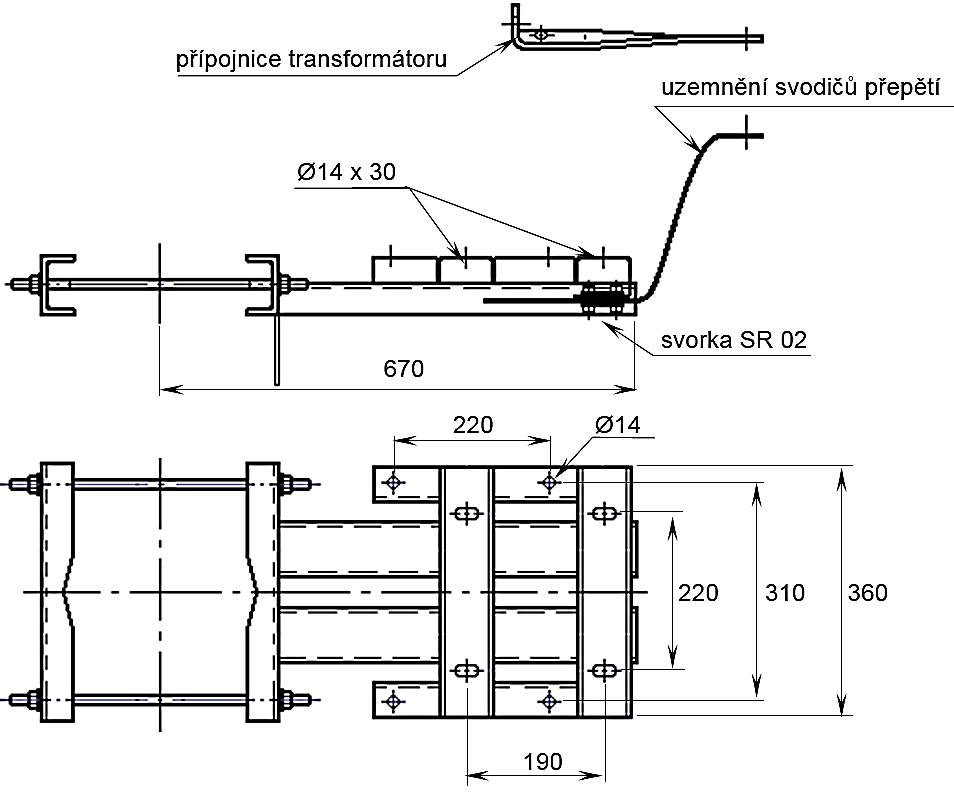 přípojnice transformátoru
uzemnění svodičů přepětí
Ø14 x 30
svorka SR 02
670
220
Ø14
220
310
360
190